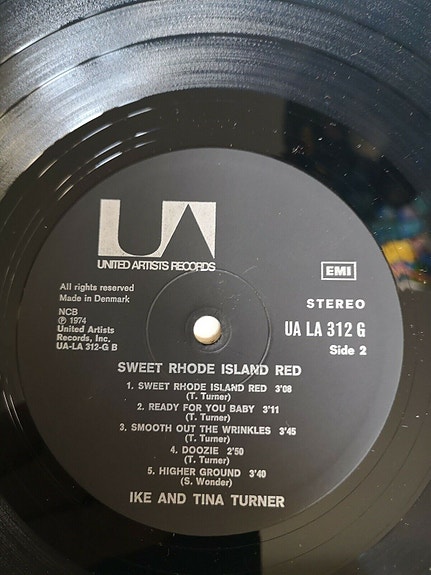 UA
UNITED ARTISTS RECORDS
EMI
All rights reserved
Made in Denmark
NCB
℗ 1974
United Artists
Records, Inc.
UA-LA 312-G B
STEREO
UA LA 312 G
Side 2
SWEET RHODE ISLAND RED
1. SWEET RHODE ISLAND RED 3'08
(T. Turner)
2. READY FOR YOU BABY 3'11
(T. Turner)
3. SMOOTH OUT THE WRINKLES 3'45
(T. Turner)
4. DOOZIE 2'50
(T. Turner)
5. HIGHER GROUND 3'40
(S. Wonder)
IKE AND TINA TURNER